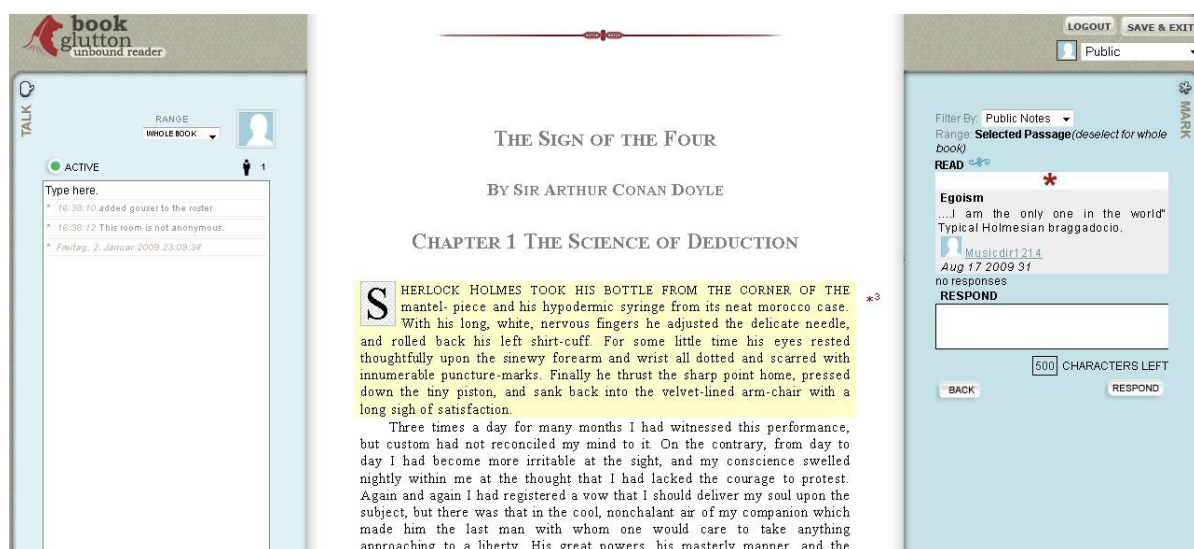 book
glutton
unbound reader
TALK
RANGE
WHOLE BOOK
ACTIVE
1
Type here.
* 16:38:10 added gouser to the roster
* 16:38:12 This room is not anonymous.
* Freitag, 2. Januar 2009 23:09:34
THE SIGN OF THE FOUR
BY SIR ARTHUR CONAN DOYLE
CHAPTER 1 THE SCIENCE OF DEDUCTION
SHERLOCK HOLMES TOOK HIS BOTTLE FROM THE CORNER OF THE
mantel- piece and his hypodermic syringe from its neat morocco case.
With his long, white, nervous fingers he adjusted the delicate needle,
and rolled back his left shirt-cuff. For some little time his eyes rested
thoughtfully upon the sinewy forearm and wrist all dotted and scarred with
innumerable puncture-marks. Finally he thrust the sharp point home, pressed
down the tiny piston, and sank back into the velvet-lined arm-chair with a
long sigh of satisfaction.
*3
Three times a day for many months I had witnessed this performance,
but custom had not reconciled my mind to it. On the contrary, from day to
day I had become more irritable at the sight, and my conscience swelled
nightly within me at the thought that I had lacked the courage to protest.
Again and again I had registered a vow that I should deliver my soul upon the
subject, but there was that in the cool, nonchalant air of my companion which
made him the last man with whom one would care to take anything
approaching to a liberty. His great powers, his masterly manner, and the
LOGOUT
SAVE & EXIT
Public
MARK
Filter By: Public Notes
Range: Selected Passage(deselect for whole
book)
READ
*
Egoism
....I am the only one in the world"
Typical Holmesian braggadocio.
Musicdir1214
Aug 17 2009 31
no responses
RESPOND
500 CHARACTERS LEFT
BACK
RESPOND